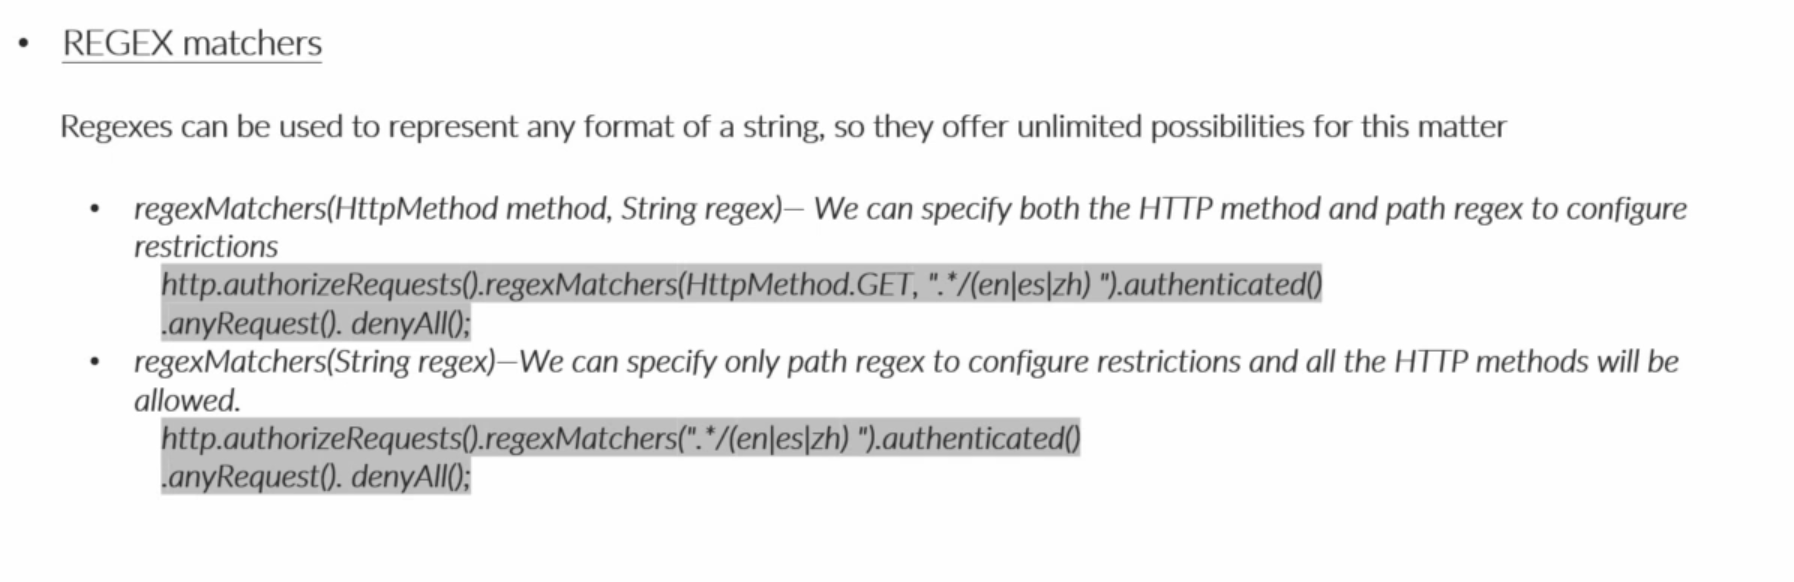 • REGEX matchers
Regexes can be used to represent any format of a string, so they offer unlimited possibilities for this matter
• regexMatchers(HttpMethod method, String regex)— We can specify both the HTTP method and path regex to configure
restrictions
http.authorizeRequests().regexMatchers(HttpMethod.GET, ".*/(en|es|zh) ").authenticated()
.anyRequest(). denyAll();
• regexMatchers(String regex)—We can specify only path regex to configure restrictions and all the HTTP methods will be
allowed.
http.authorizeRequests().regexMatchers(".*/(en|es|zh) ").authenticated()
.anyRequest(). denyAll();